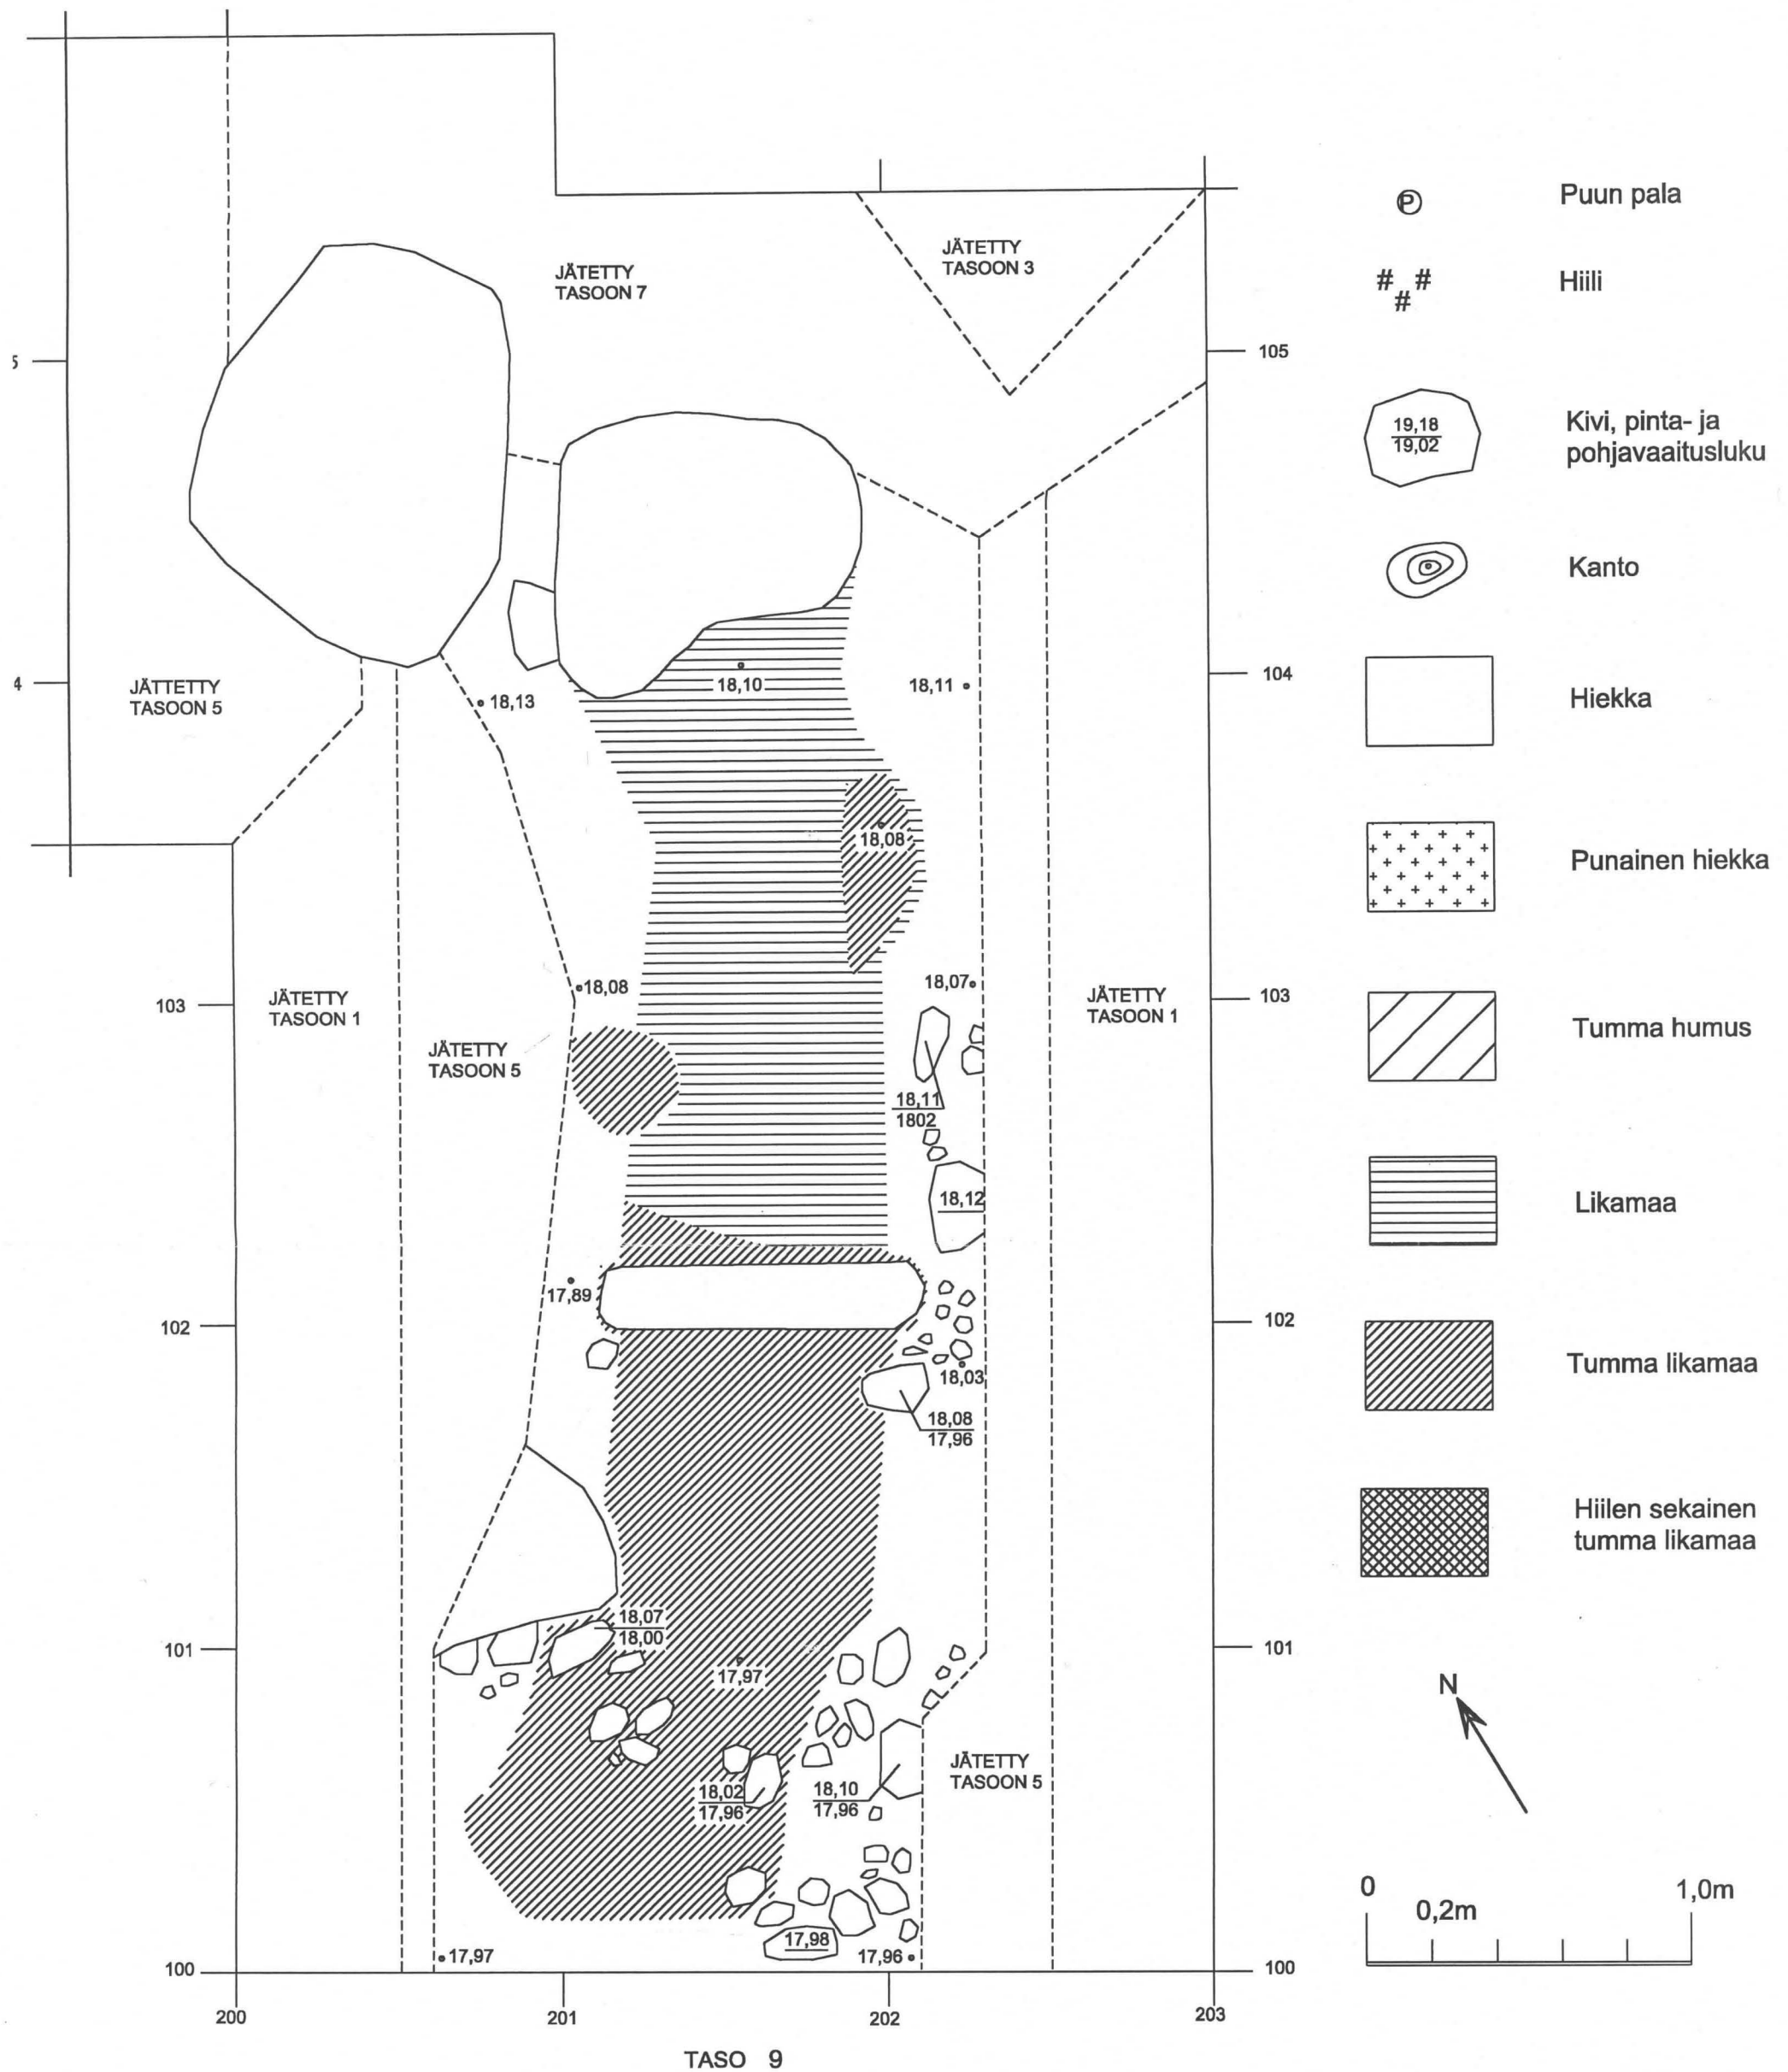 JÄTETTY
TASOON 3
JÄTETTY
TASOON 7
5
105
4
JÄTTETTY
TASOON 5
18,13
18,10
18,11
104
18,08
103
JÄTETTY
TASOON 1
18,08
18,07
JÄTETTY
TASOON 1
103
JÄTETTY
TASOON 5
18,11
1802
18,12
17,89
102
102
18,03
18,08
17,96
101
18,07
18,00
17,97
101
JÄTETTY
TASOON 5
18,02
17,96
18,10
17,96
17,98
17,97
17,96
100
100
200
201
202
203
TASO 9
P
Puun pala
# # #
Hiili
19,18
19,02
Kivi, pinta- ja
pohjavaaitusluku
Kanto
Hiekka
Punainen hiekka
Tumma humus
Likamaa
Tumma likamaa
Hiilen sekainen
tumma likamaa
N
0
0,2m
1,0m